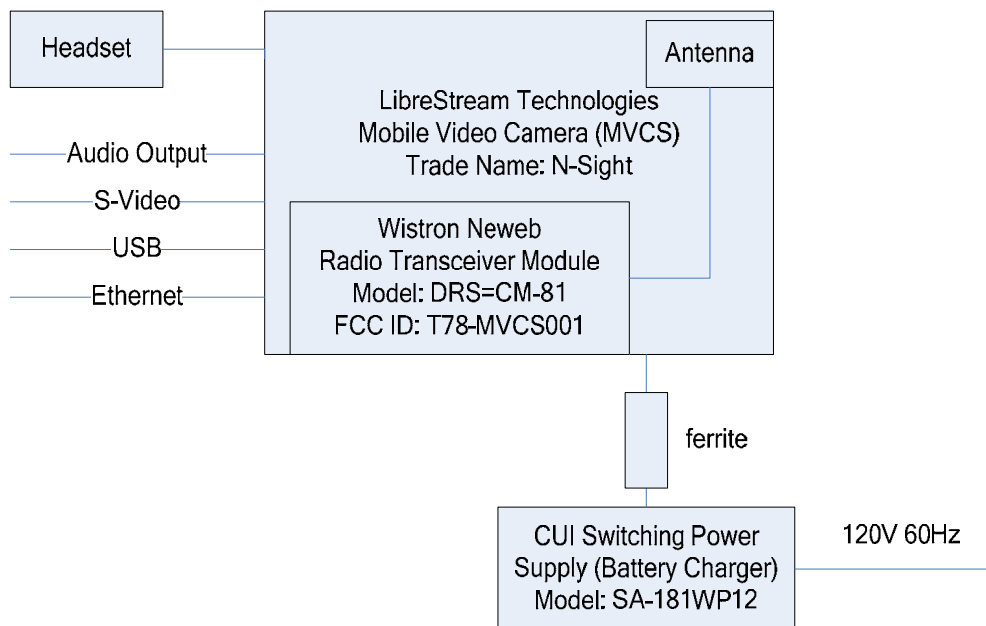 Headset
Antenna
LibreStream Technologies
Mobile Video Camera (MVCS)
Trade Name: N-Sight
Audio Output
S-Video
USB
Ethernet
Wistron Neweb
Radio Transceiver Module
Model: DRS=CM-81
FCC ID: T78-MVCS001
ferrite
CUI Switching Power
Supply (Battery Charger)
Model: SA-181WP12
120V 60Hz